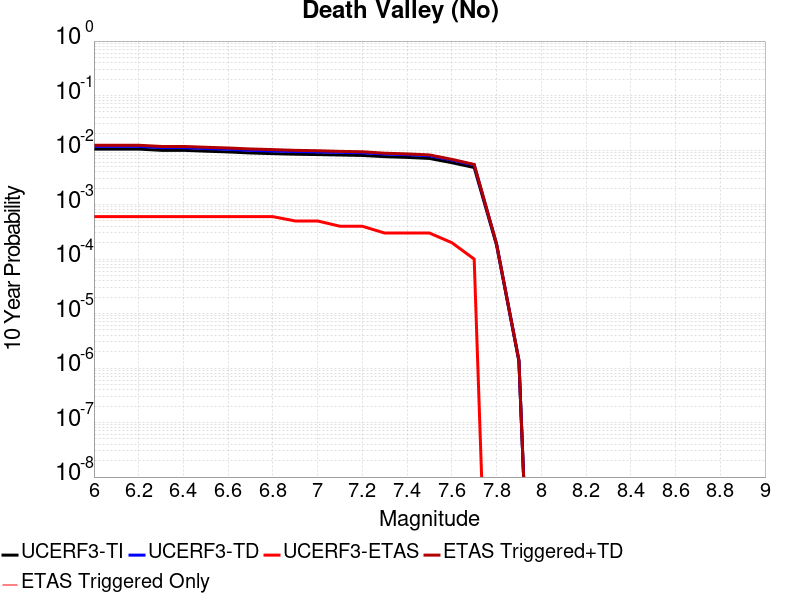 Death Valley (No)
10 0
10 -1
10 -2
10 -3
10 -4
10 -5
10 -6
10 -7
10 -8
10 Year Probability
6 6.2 6.4 6.6 6.8 7 7.2 7.4 7.6 7.8 8 8.2 8.4 8.6 8.8 9
Magnitude
UCERF3-TI UCERF3-TD UCERF3-ETAS ETAS Triggered+TD
ETAS Triggered Only